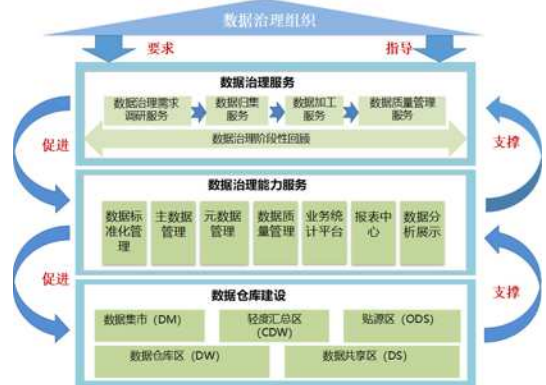 数据治理组织
要求
指导
数据治理服务
数据治理需求
调研服务
数据归集
服务
数据加工
服务
数据质量管理
服务
数据治理阶段性回顾
促进
支撑
数据治理能力服务
数据标
准化管
理
主数据
管理
元数据
管理
数据质
量管理
业务统
计平台
报表中
心
数据分
析展示
促进
支撑
数据仓库建设
数据集市（DM）
轻度汇总区
（CDW）
贴源区（ODS）
数据仓库区（DW）
数据共享区（DS）